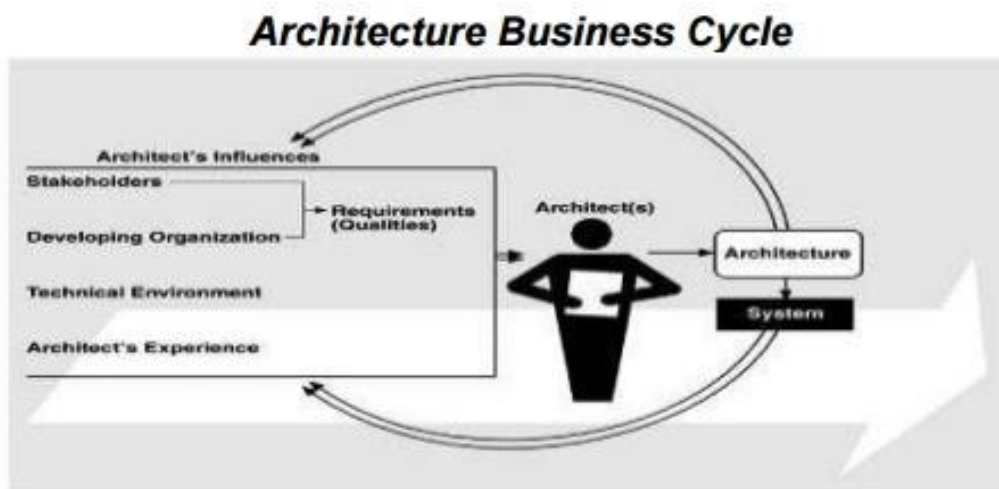 Architecture Business Cycle
Architect's Influences
Stakeholders
Requirements
(Qualities)
Developing Organization
Technical Environment
Architect's Experience
Architect(s)
Architecture
System